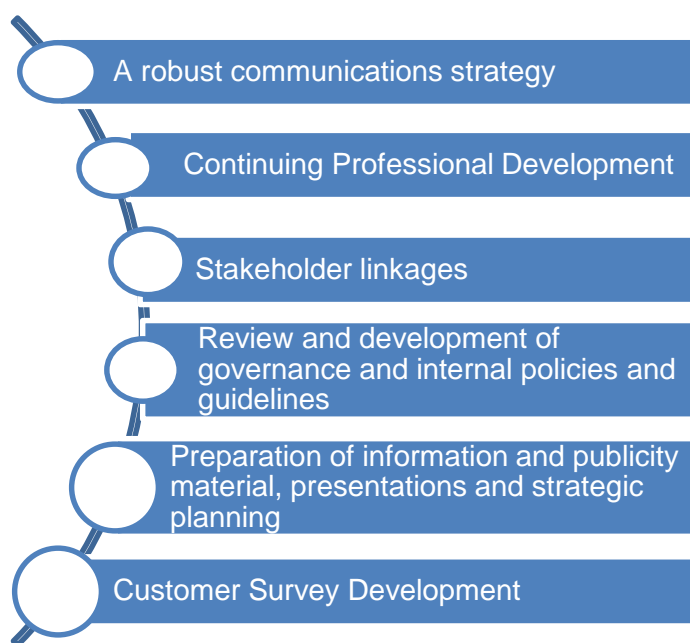 A robust communications strategy
Continuing Professional Development
Stakeholder linkages
Review and development of
governance and internal policies and
guidelines
Preparation of information and publicity
material, presentations and strategic
planning
Customer Survey Development